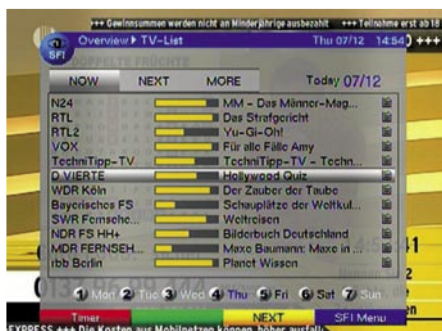 +++ Gewinnsummen werden nicht an Minderjährige ausbezahlt +++ Teilnahme erst ab 18
SFI Overview TV-List Thu 07/12 14:54 0 +++
DOPPELTE FRÜCHTE
NOW NEXT MORE Today 07/12
N24 MM - Das Männer-Mag...
RTL Das Strafgericht
RTL2 Yu-Gi-Oh!
VOX Für alle Fälle Amy
TechniTipp-TV TechniTipp-TV - Techn...
D VIERTE Hollywood Quiz
WDR Köln Der Zauber der Taube
Bayerisches FS Schauplätze der Weltkul...
SWR Fernsehe... Weltreisen
NDR FS HH+ Bilderbuch Deutschland
MDR FERNSEH... Maxe Baumann: Maxe in ...
rbb Berlin Planet Wissen
1 Mon 2 Tue 3 Wed 4 Thu 5 Fri 6 Sat 7 Sun
Timer NEXT SFI Menu
EXPRESS +++ Die Kosten aus Mobilnetzen können höher ausfall